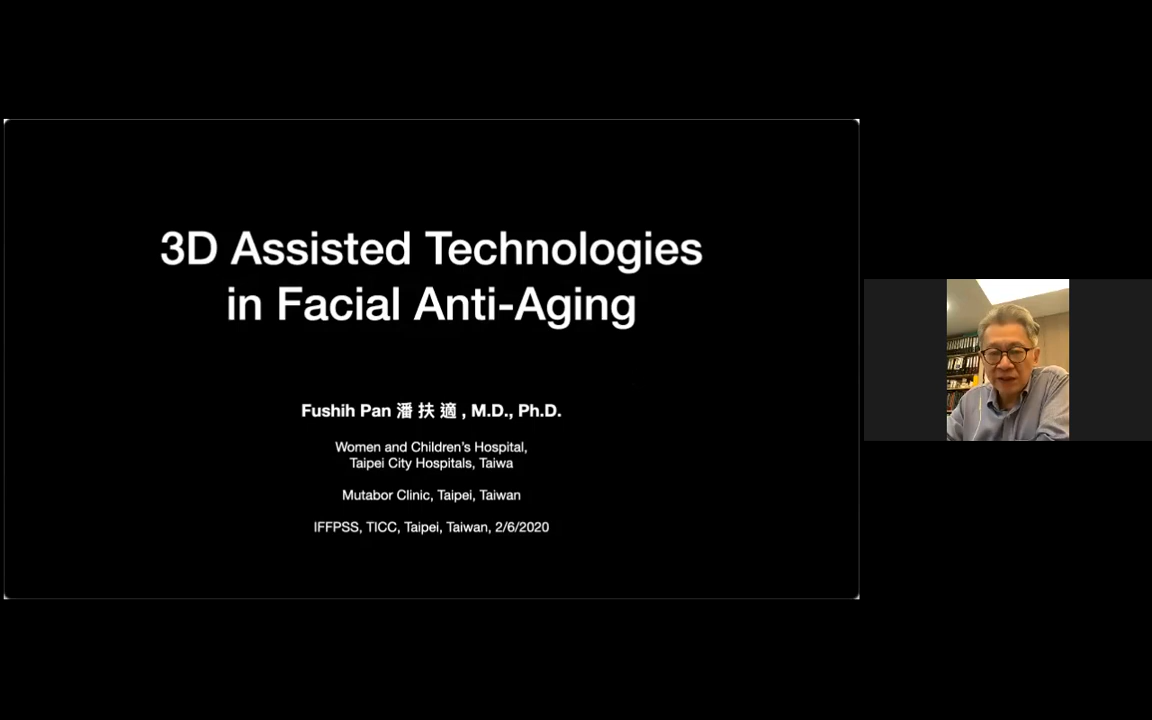 3D Assisted Technologies
in Facial Anti-Aging
Fushih Pan 潘 扶 適 , M.D., Ph.D.
Women and Children's Hospital,
Taipei City Hospitals, Taiwa
Mutabor Clinic, Taipei, Taiwan
IFFPSS, TICC, Taipei, Taiwan, 2/6/2020